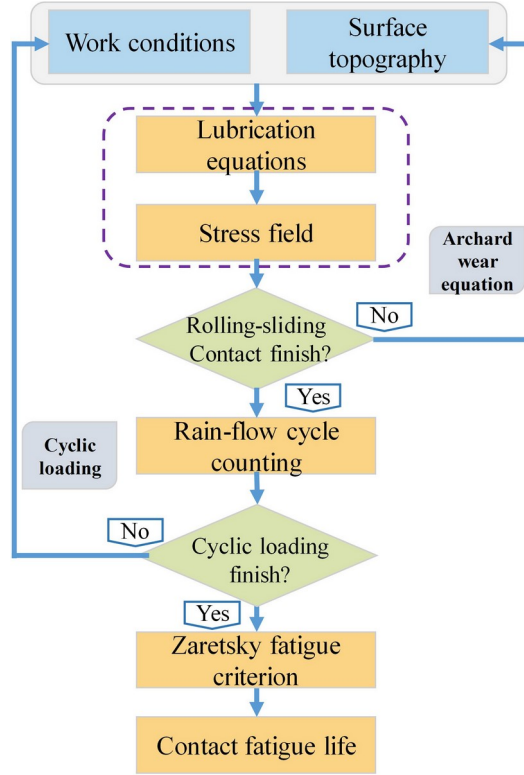 Work conditions
Surface
topography
Lubrication
equations
Stress field
Archard
wear
equation
Rolling-sliding
Contact finish?
No
Yes
Rain-flow cycle
counting
Cyclic
loading
No
Cyclic loading
finish?
Yes
Zaretsky fatigue
criterion
Contact fatigue life